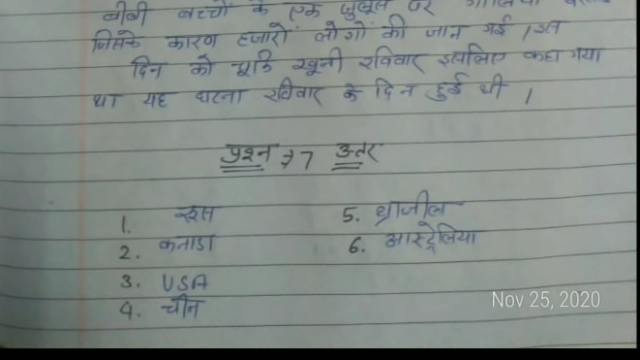 बीवी बच्चों के एक जुलूस पर गोलियाँ
जिसके कारण हजारों लोगों की जान गई । इस
दिन को खूनी रविवार इसलिए कहा गया
था यह घटना रविवार के दिन हुई थी ।
प्रश्न 7 उत्तर
1. रूस
2. कनाडा
3. USA
4. चीन
5. ब्राजील
6. आस्ट्रेलिया
Nov 25, 2020